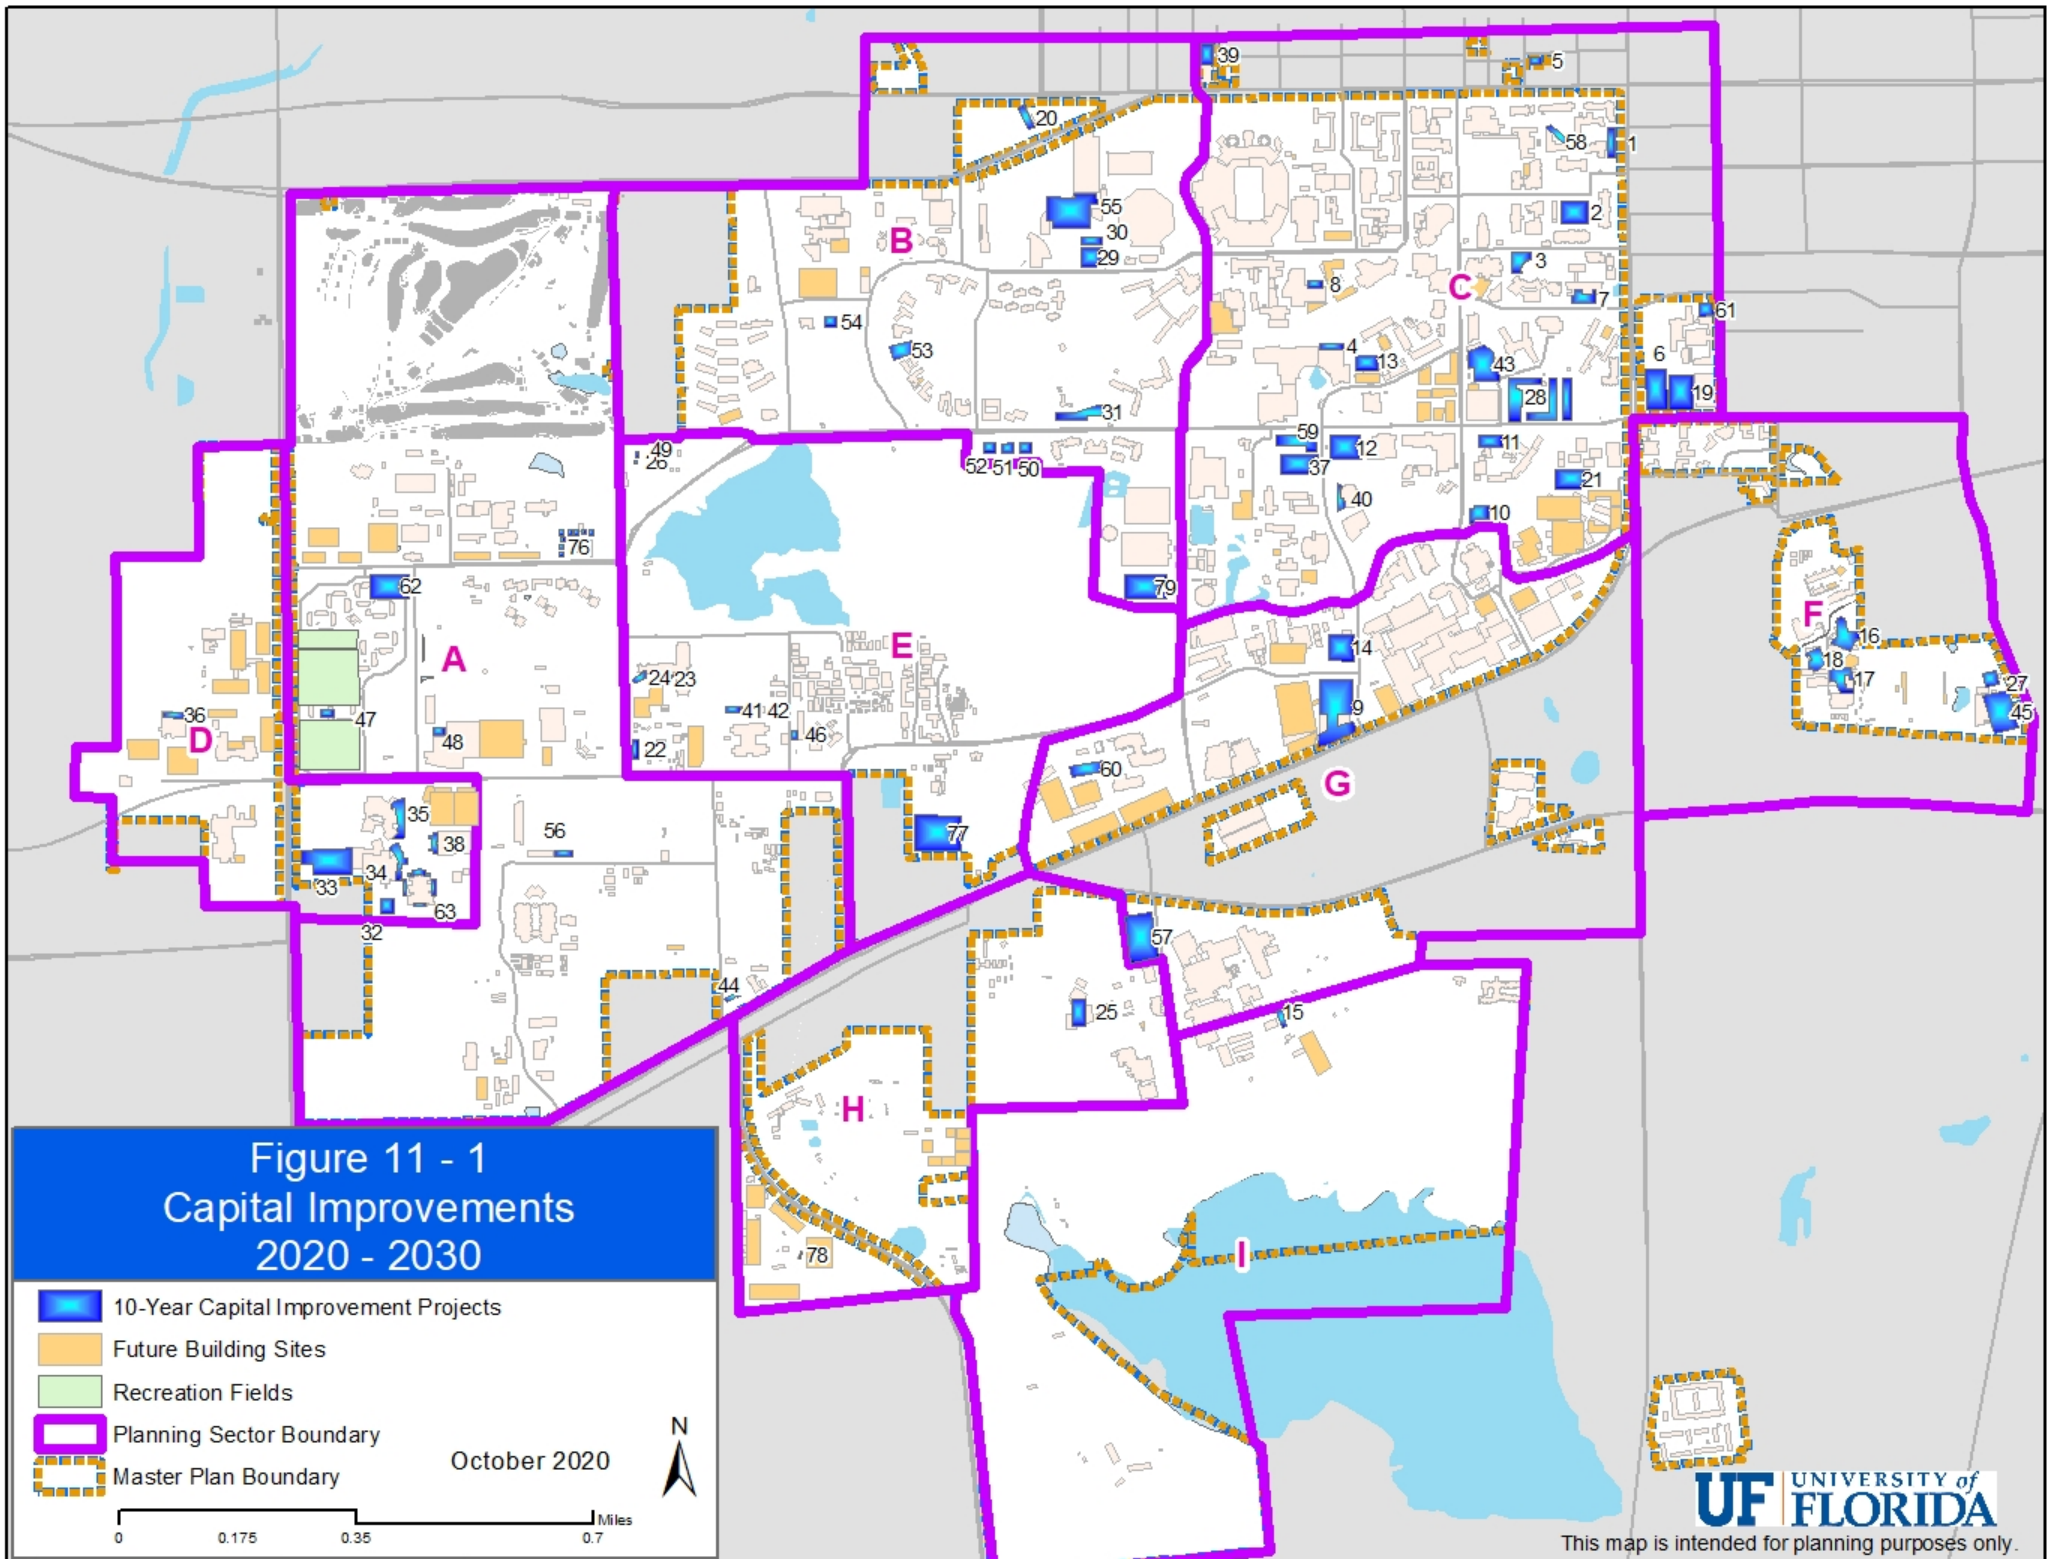 39
5
20
58
1
55
2
30
B
29
3
8
C
7
61
54
4
6
53
13
43
28
19
31
49
26
59
11
12
52 51 50
37
21
40
10
76
62
79
F
16
E
14
A
18
24 23
17
27
47
36
41 42
9
45
D
46
48
22
60
G
35
56
77
38
34
33
63
32
57
44
25
15
H
I
78
Figure 11 - 1
Capital Improvements
2020 - 2030
10-Year Capital Improvement Projects
Future Building Sites
Recreation Fields
Planning Sector Boundary
Master Plan Boundary
October 2020
N
Miles
0 0.175 0.35 0.7
UF UNIVERSITY of
FLORIDA
This map is intended for planning purposes only.